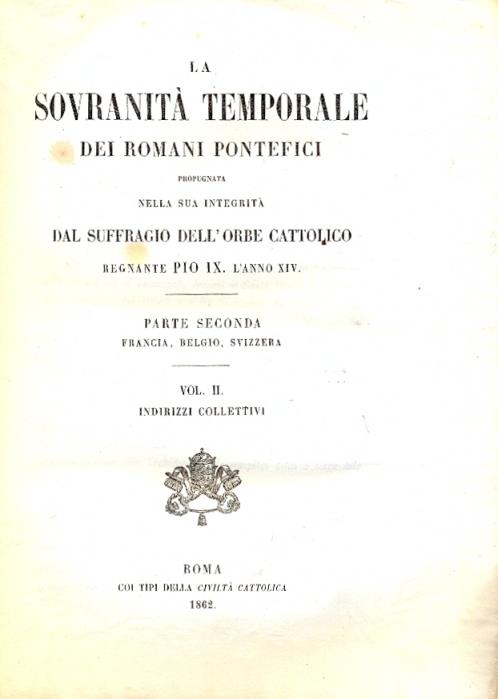 LA
SOVRANITÀ TEMPORALE
DEI ROMANI PONTEFICI
PROPUGNATA
NELLA SUA INTEGRITÀ
DAL SUFFRAGIO DELL'ORBE CATTOLICO
REGNANTE PIO IX. L'ANNO XIV.
PARTE SECONDA
FRANCIA, BELGIO, SVIZZERA
VOL. II.
INDIRIZZI COLLETTIVI
ROMA
COI TIPI DELLA CIVILTÀ CATTOLICA
1862.